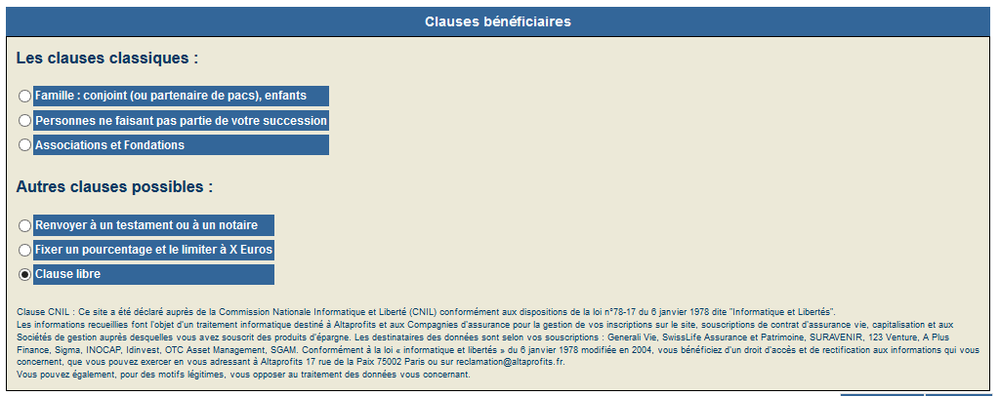 Clauses bénéficiaires
Les clauses classiques :
Famille : conjoint (ou partenaire de pacs), enfants
Personnes ne faisant pas partie de votre succession
Associations et Fondations
Autres clauses possibles :
Renvoyer à un testament ou à un notaire
Fixer un pourcentage et le limiter à X Euros
Clause libre
Clause CNIL : Ce site a été déclaré auprès de la Commission Nationale Informatique et Liberté (CNIL) conformément aux dispositions de la loi n°78-17 du 6 janvier 1978 "Informatique et Libertés".
Les informations recueillies font l'objet d'un traitement informatique destiné à Altaprofits et aux Compagnies d'assurance pour la gestion de vos inscriptions sur le site, souscriptions de contrat d'assurance vie, capitalisation et aux
Sociétés de gestion auprès desquelles vous avez souscrit des produits d'épargne. Les destinataires des données sont selon vos souscriptions : Generali Vie, SwissLife Assurance et Patrimoine, SURAVENIR, 123 Venture, A Plus
Finance, Sigma, INOCAP, Idinvest, OTC Asset Management, SGAM. Conformément à la loi « informatique et libertés » du 6 janvier 1978 modifiée en 2004, vous bénéficiez d'un droit d'accès et de rectification aux informations qui vous
concernent, que vous pouvez exercer en vous adressant à Altaprofits 17 rue de la Paix 75002 Paris ou sur reclamation@altaprofits.fr.
Vous pouvez également, pour des motifs légitimes, vous opposer au traitement des données vous concernant.